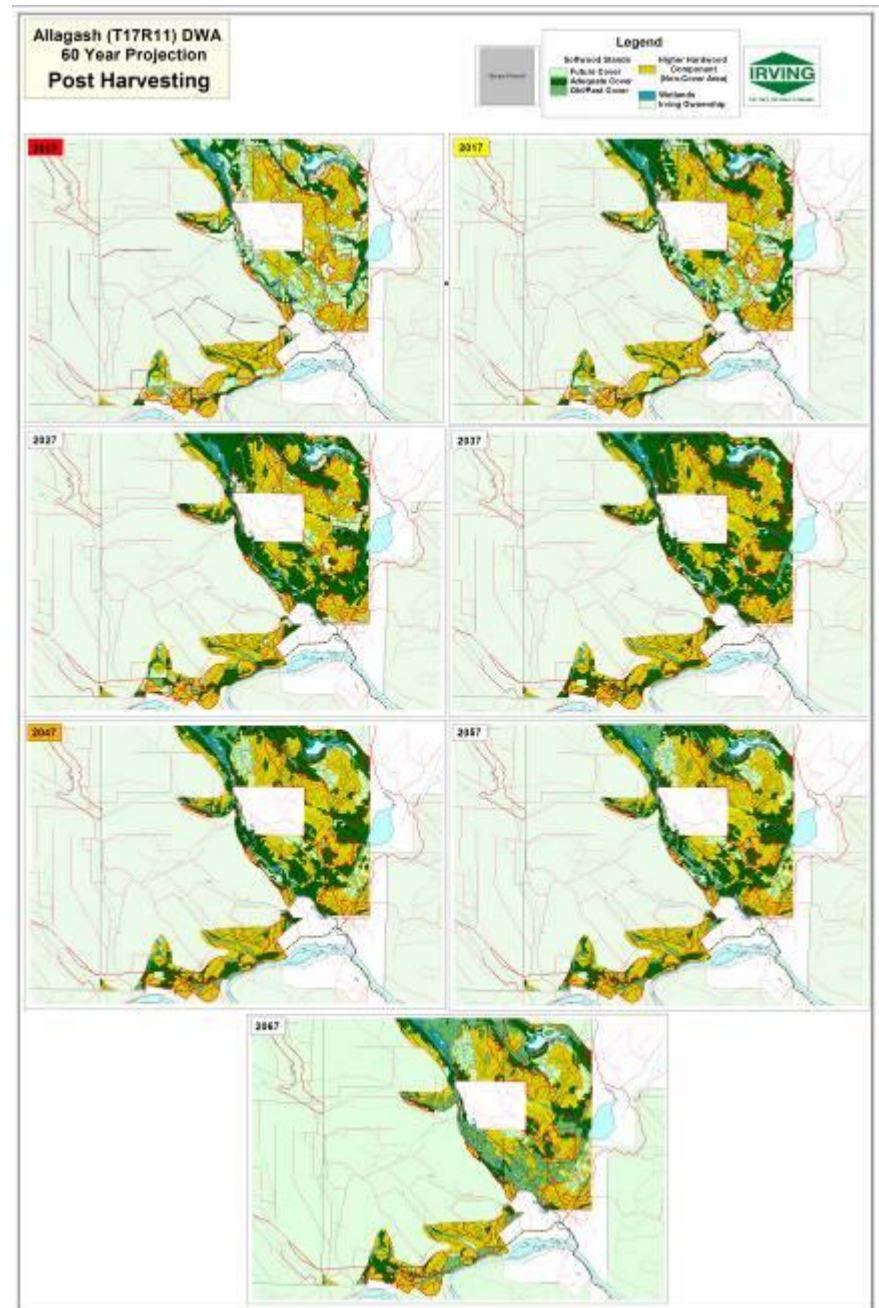 Allagash (T17R11) DWA
60 Year Projection
Post Harvesting
Legend
Softwood Stands
Future Cover
Adequate Cover
Old/Past Cover
Higher Hardwood
Component
(Non-Cover Area)
Wetlands
Irving Ownership
IRVING
2017
2027
2037
2047
2057
2067